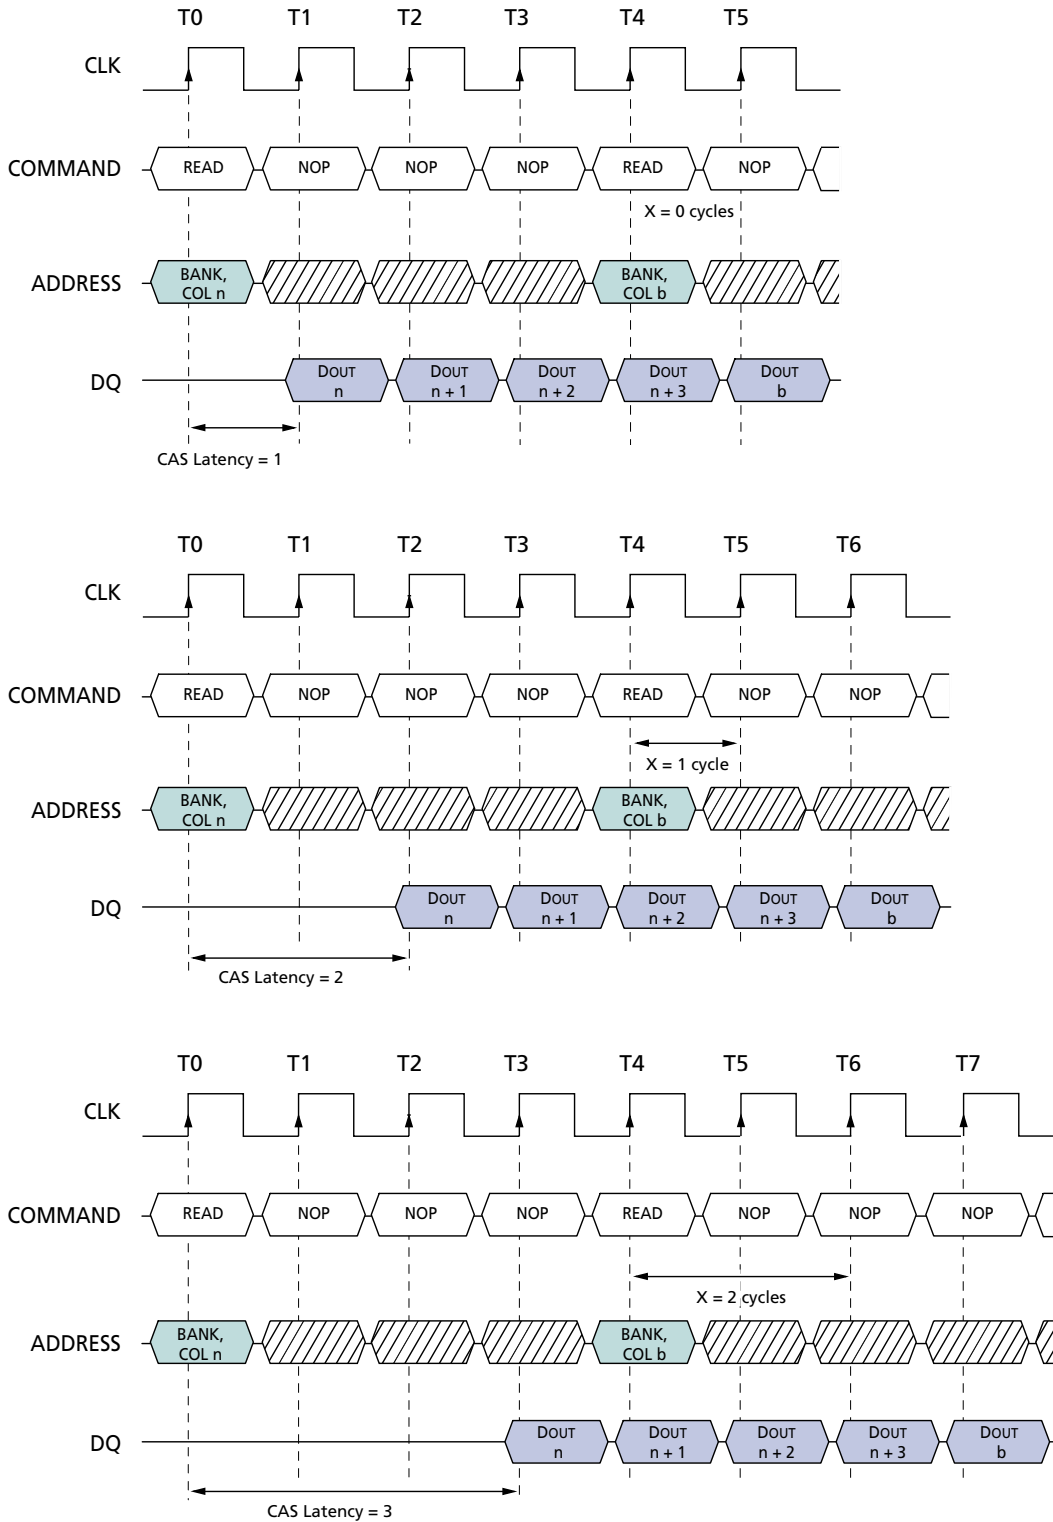 T0 T1 T2 T3 T4 T5
CLK
COMMAND READ NOP NOP NOP READ NOP
X = 0 cycles
ADDRESS BANK, COL n BANK, COL b
DQ DOUT n DOUT n + 1 DOUT n + 2 DOUT n + 3 DOUT b
CAS Latency = 1
T0 T1 T2 T3 T4 T5 T6
CLK
COMMAND READ NOP NOP NOP READ NOP NOP
X = 1 cycle
ADDRESS BANK, COL n BANK, COL b
DQ DOUT n DOUT n + 1 DOUT n + 2 DOUT n + 3 DOUT b
CAS Latency = 2
T0 T1 T2 T3 T4 T5 T6 T7
CLK
COMMAND READ NOP NOP NOP READ NOP NOP NOP
X = 2 cycles
ADDRESS BANK, COL n BANK, COL b
DQ DOUT n DOUT n + 1 DOUT n + 2 DOUT n + 3 DOUT b
CAS Latency = 3